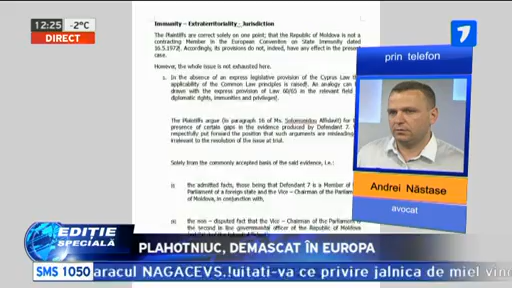 12:25 -2°C
DIRECT
Immunity – Extraterritoriality – Jurisdiction
The Plaintiffs are correct solely on one point; that the Republic of Moldova is not a
contracting Member in the European Convention on State Immunity dated
16.5.1972). Accordingly, its provisions do not, indeed, have any effect in the present
case.
However, the whole issue is not exhausted here.
In the absence of an express legislative provision of the Cyprus Law the
applicability of the Common Law principles is raised!. An analogy can
drawn with the express provision of Law 60/65 in the relevant field
diplomatic rights, immunities and privileges!.
The Plaintiffs argue (in paragraph 16 of Ms. Solomonidou Affidavit) for the
presence of certain gaps in the evidence produced by Defendant 7.
respectfully put forward the position that such arguments are misleading
irrelevant to the resolution of the issue at trial.
Solely from the commonly accepted basis of the said evidence, i.e.:
the admitted facts, those being that Defendant 7 is a Member of
Parliament of a foreign state and the Vice – Chairman of the Parliament
in conjunction with,
the non – disputed fact that the Vice – Chairman of the Parliament
is the second in line governmental officer of the Republic of
7
prin telefon
Andrei Năstase
avocat
EDIȚIE
SPECIALĂ
PLAHOTNIUC, DEMASCAT ÎN EUROPA
SMS 1050 aracul NAGACEVS.!uitati-va ce privire jalnica de miel vinc